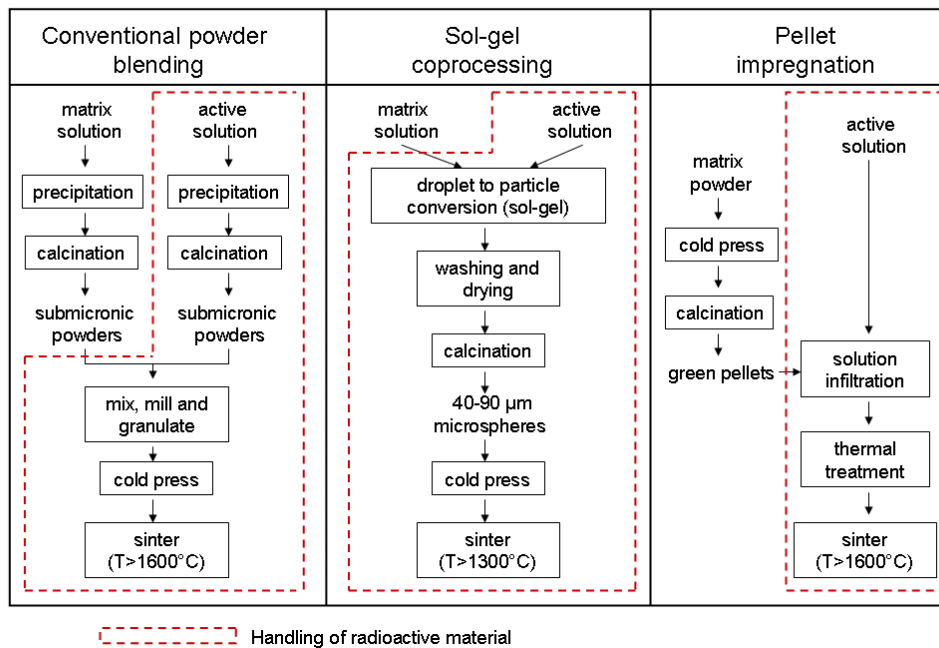 Conventional powder
blending
matrix
solution
active
solution
precipitation
precipitation
calcination
calcination
submicronic
powders
submicronic
powders
mix, mill and
granulate
cold press
sinter
(T>1600°C)
Sol-gel
coprocessing
matrix
solution
active
solution
droplet to particle
conversion (sol-gel)
washing and
drying
calcination
40-90 µm
microspheres
cold press
sinter
(T>1300°C)
Pellet
impregnation
active
solution
matrix
powder
cold press
calcination
green pellets
solution
infiltration
thermal
treatment
sinter
(T>1600°C)
Handling of radioactive material